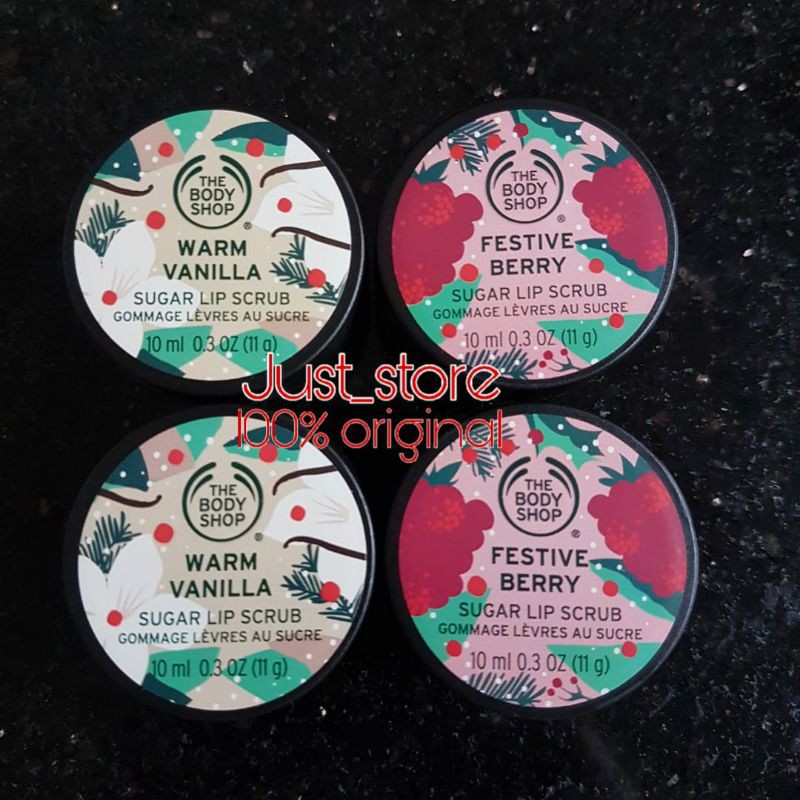 THE
BODY
SHOP
®
WARM
VANILLA
SUGAR LIP SCRUB
GOMMAGE LÈVRES AU SUCRE
10 ml 0.3 OZ (11 g)
THE
BODY
SHOP
®
FESTIVE
BERRY
SUGAR LIP SCRUB
GOMMAGE LÈVRES AU SUCRE
10 ml 0.3 OZ (11 g)
Just_store
100% original
THE
BODY
SHOP
®
WARM
VANILLA
SUGAR LIP SCRUB
GOMMAGE LÈVRES AU SUCRE
10 ml 0.3 OZ (11 g)
THE
BODY
SHOP
®
FESTIVE
BERRY
SUGAR LIP SCRUB
GOMMAGE LÈVRES AU SUCRE
10 ml 0.3 OZ (11 g)